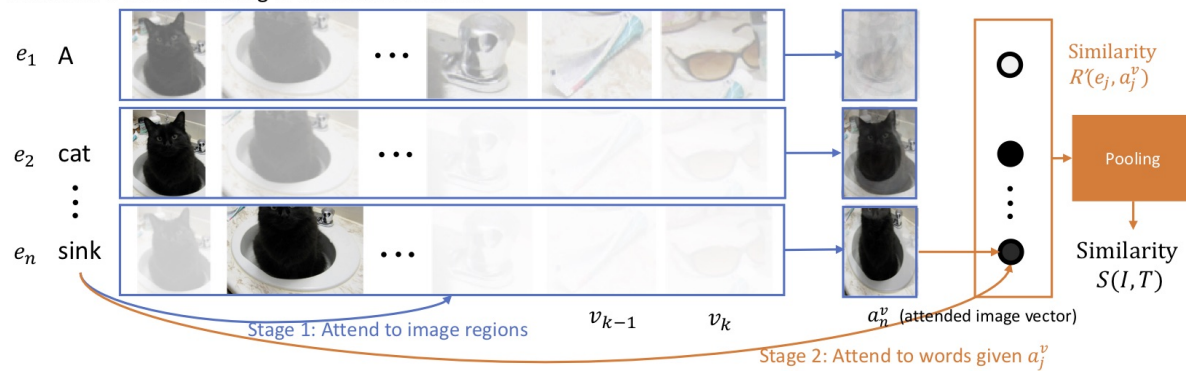 e₁ A
Similarity
R′(eⱼ, aⱼᵛ)
e₂ cat
Pooling
eₙ sink
Similarity
S(I, T)
Stage 1: Attend to image regions
vₖ₋₁
vₖ
aₙᵛ (attended image vector)
Stage 2: Attend to words given aⱼᵛ